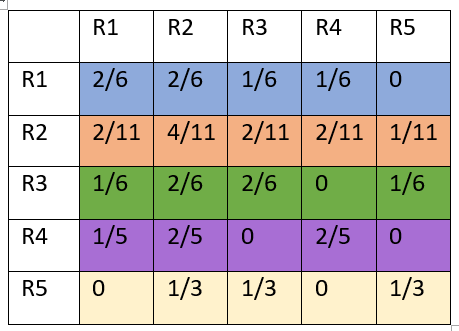 R1 R2 R3 R4 R5
R1 2/6 2/6 1/6 1/6 0
R2 2/11 4/11 2/11 2/11 1/11
R3 1/6 2/6 2/6 0 1/6
R4 1/5 2/5 0 2/5 0
R5 0 1/3 1/3 0 1/3